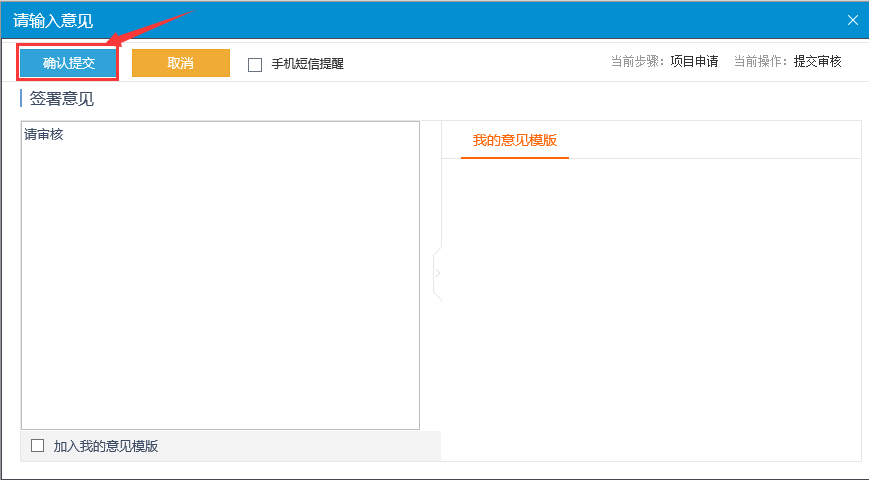 请输入意见
确认提交 取消 手机短信提醒 当前步骤：项目申请 当前操作：提交审核
签署意见
请审核
我的意见模版
加入我的意见模版